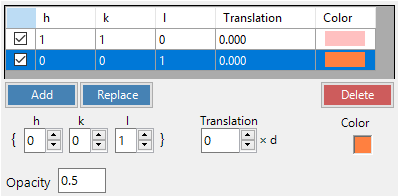 h k l Translation Color
1 1 0 0.000
0 0 1 0.000
Add Replace Delete
h k l Translation Color
{ 0 0 1 } 0 × d
Opacity 0.5